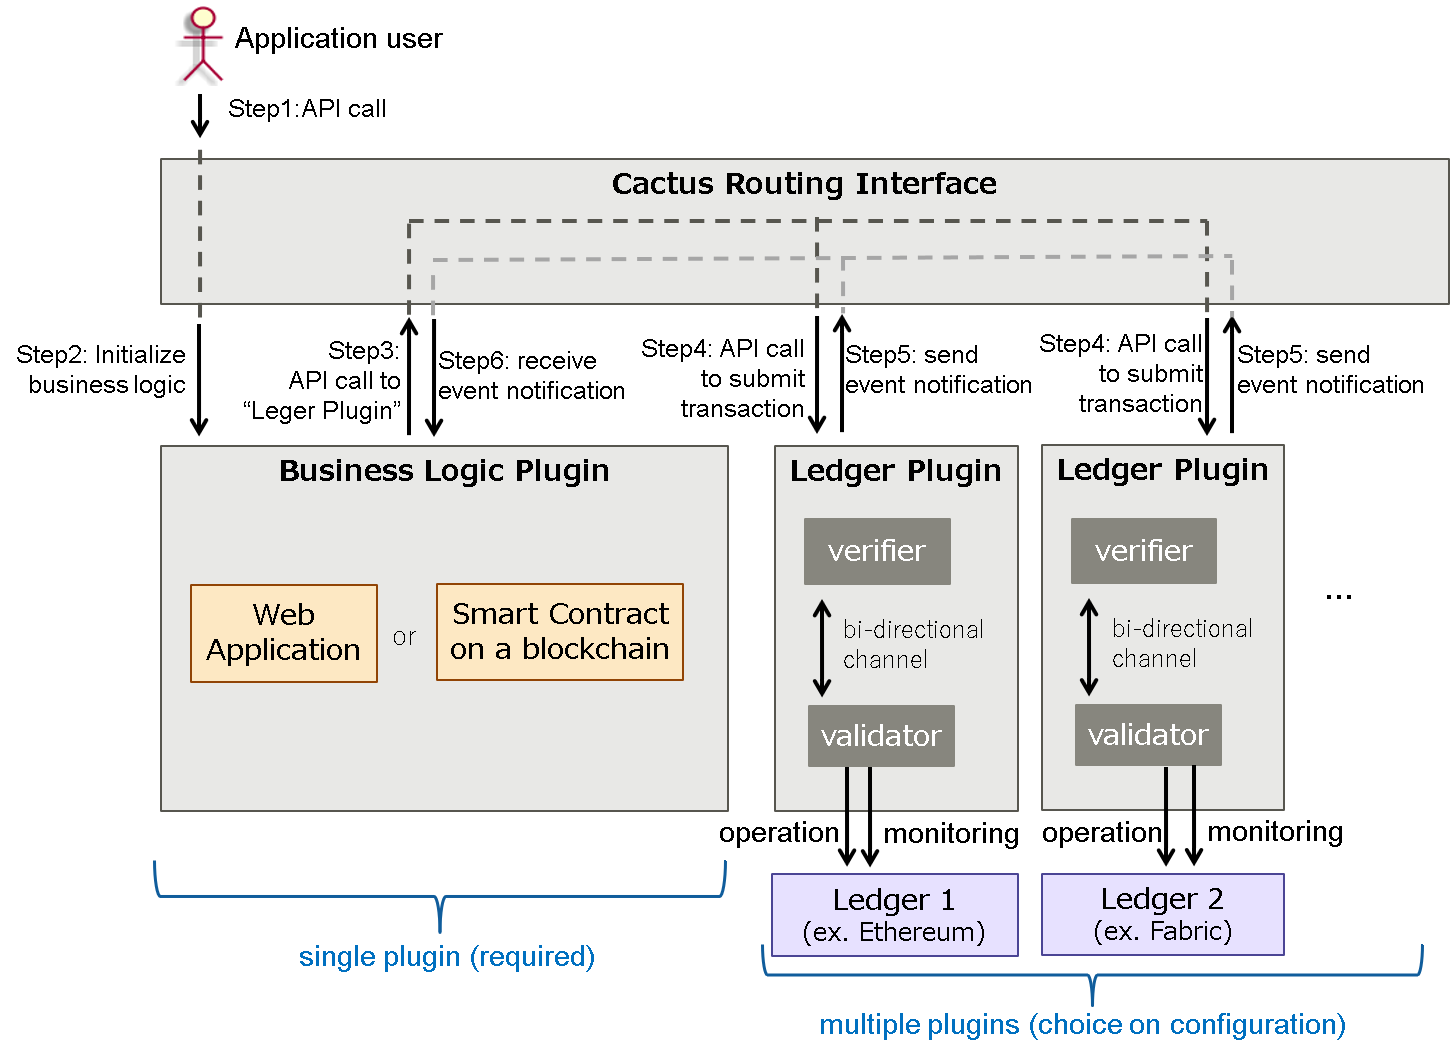 Application user
Step1:API call
Cactus Routing Interface
Step2: Initialize
business logic
Step3:
API call to
“Leger Plugin”
Step6: receive
event notification
Step4: API call
to submit
transaction
Step5: send
event notification
Step4: API call
to submit
transaction
Step5: send
event notification
Business Logic Plugin
Web
Application
or
Smart Contract
on a blockchain
Ledger Plugin
verifier
bi-directional
channel
validator
Ledger Plugin
verifier
bi-directional
channel
validator
...
operation
monitoring
operation
monitoring
Ledger 1
(ex. Ethereum)
Ledger 2
(ex. Fabric)
single plugin (required)
multiple plugins (choice on configuration)